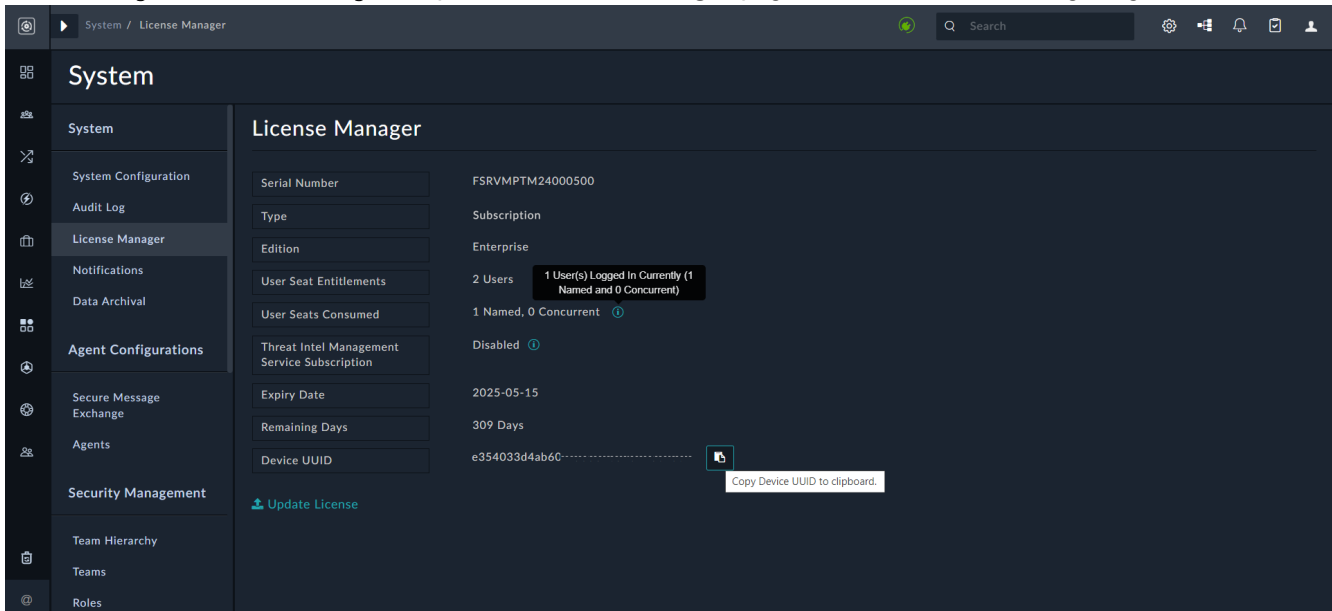 System / License Manager
Search
System
System
System Configuration
Audit Log
License Manager
Notifications
Data Archival
Agent Configurations
Secure Message
Exchange
Agents
Security Management
Team Hierarchy
Teams
Roles
License Manager
Serial Number
FSRVMPTM24000500
Type
Subscription
Edition
Enterprise
User Seat Entitlements
2 Users
1 User(s) Logged In Currently (1
Named and 0 Concurrent)
User Seats Consumed
1 Named, 0 Concurrent
Threat Intel Management
Service Subscription
Disabled
Expiry Date
2025-05-15
Remaining Days
309 Days
Device UUID
e354033d4ab60
Copy Device UUID to clipboard.
Update License